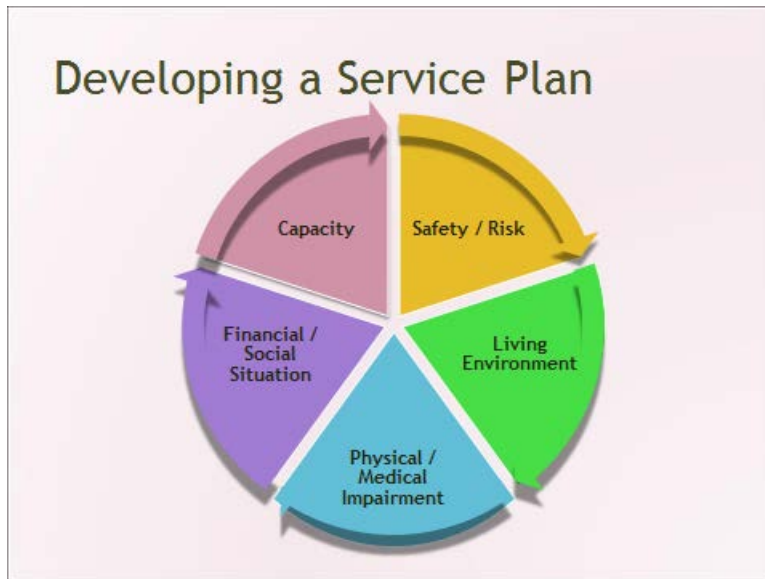 Developing a Service Plan
Capacity
Safety / Risk
Financial /
Social
Situation
Living
Environment
Physical /
Medical
Impairment